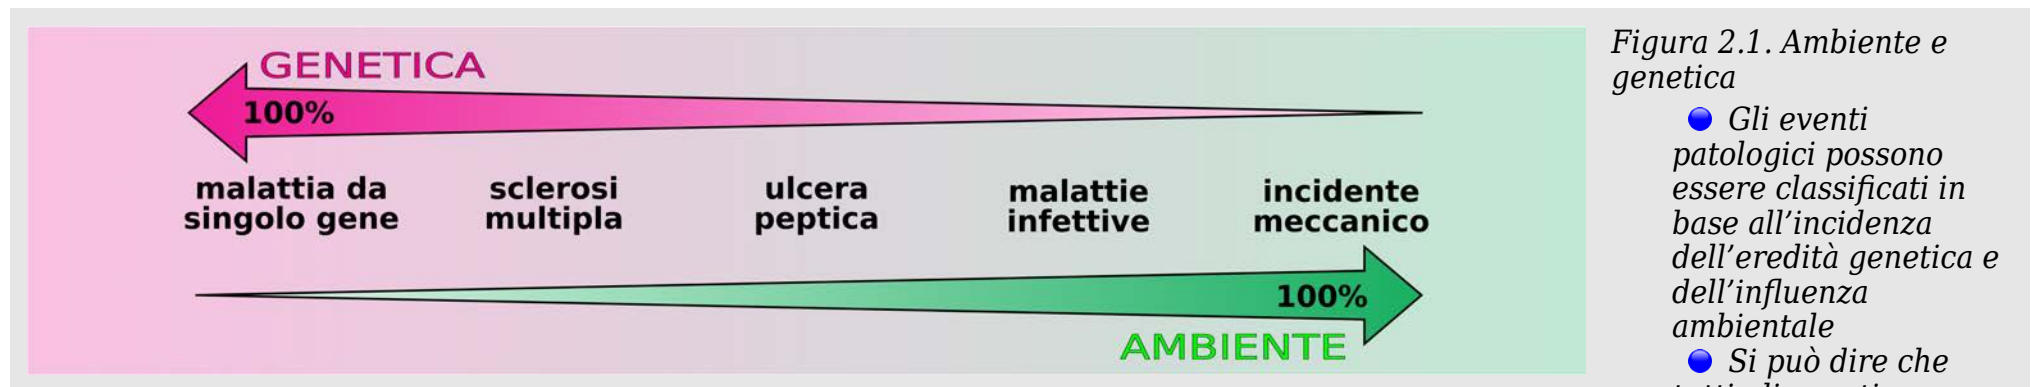 GENETICA
100%
malattia da
singolo gene
sclerosi
multipla
ulcera
peptica
malattie
infettive
incidente
meccanico
100%
AMBIENTE
Figura 2.1. Ambiente e
genetica
Gli eventi
patologici possono
essere classificati in
base all’incidenza
dell’eredità genetica e
dell’influenza
ambientale
Si può dire che